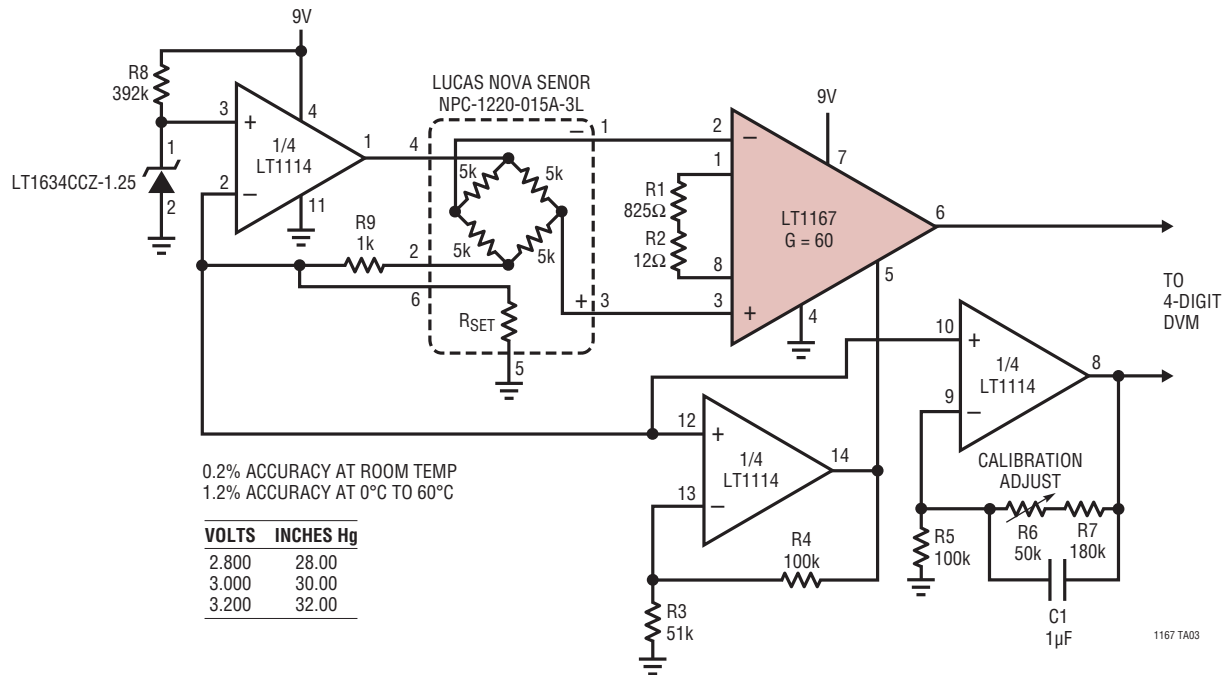 9V
R8
392k
3
+
4
1
1/4
LT1114
1
LT1634CCZ-1.25
2
2
–
11
LUCAS NOVA SENOR
NPC-1220-015A-3L
4
– 1
5k
5k
5k
5k
R9
1k
2
6
+ 3
RSET
5
9V
2
–
7
1
R1
825Ω
R2
12Ω
LT1167
G = 60
6
8
5
3
+
4
TO
4-DIGIT
DVM
10
+
1/4
LT1114
8
9
–
12
+
1/4
LT1114
14
13
–
CALIBRATION
ADJUST
R4
100k
R5
100k
R6
50k
R7
180k
C1
1µF
R3
51k
0.2% ACCURACY AT ROOM TEMP
1.2% ACCURACY AT 0°C TO 60°C
VOLTS INCHES Hg
2.800 28.00
3.000 30.00
3.200 32.00
1167 TA03